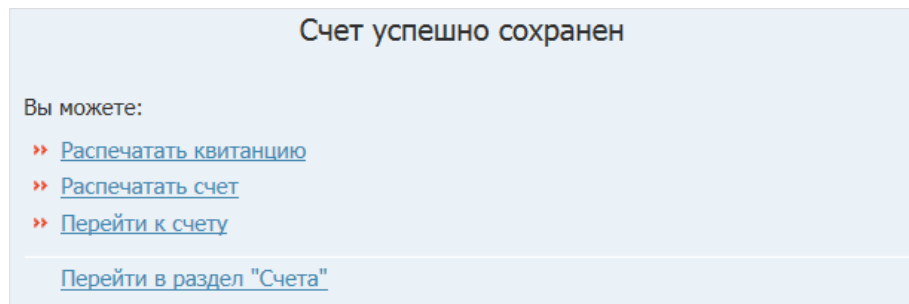 Счет успешно сохранен
Вы можете:
Распечатать квитанцию
Распечатать счет
Перейти к счету
Перейти в раздел "Счета"